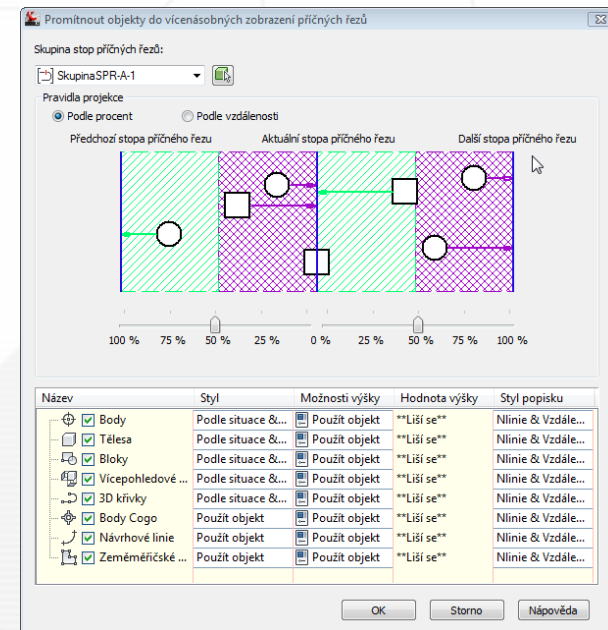 Promítnout objekty do vícenásobných zobrazení příčných řezů
Skupina stop příčných řezů:
SkupinaSPR-A-1
Pravidla projekce
Podle procent Podle vzdálenosti
Předchozí stopa příčného řezu Aktuální stopa příčného řezu Další stopa příčného řezu
100 % 75 % 50 % 25 % 0 % 25 % 50 % 75 % 100 %
Název Styl Možnosti výšky Hodnota výšky Styl popisku
Body Podle situace &... Použít objekt **Liší se** Nlinie & Vzdále...
Tělesa Podle situace &... Použít objekt **Liší se** Nlinie & Vzdále...
Bloky Podle situace &... Použít objekt **Liší se** Nlinie & Vzdále...
Vícepohledové ... Podle situace &... Použít objekt **Liší se** Nlinie & Vzdále...
3D křivky Podle situace &... Použít objekt **Liší se** Nlinie & Vzdále...
Body Cogo Použít objekt Použít objekt **Liší se** Nlinie & Vzdále...
Návrhové linie Použít objekt Použít objekt **Liší se** Nlinie & Vzdále...
Zeměměřičské ... Použít objekt Použít objekt **Liší se** Nlinie & Vzdále...
OK Storno Nápověda